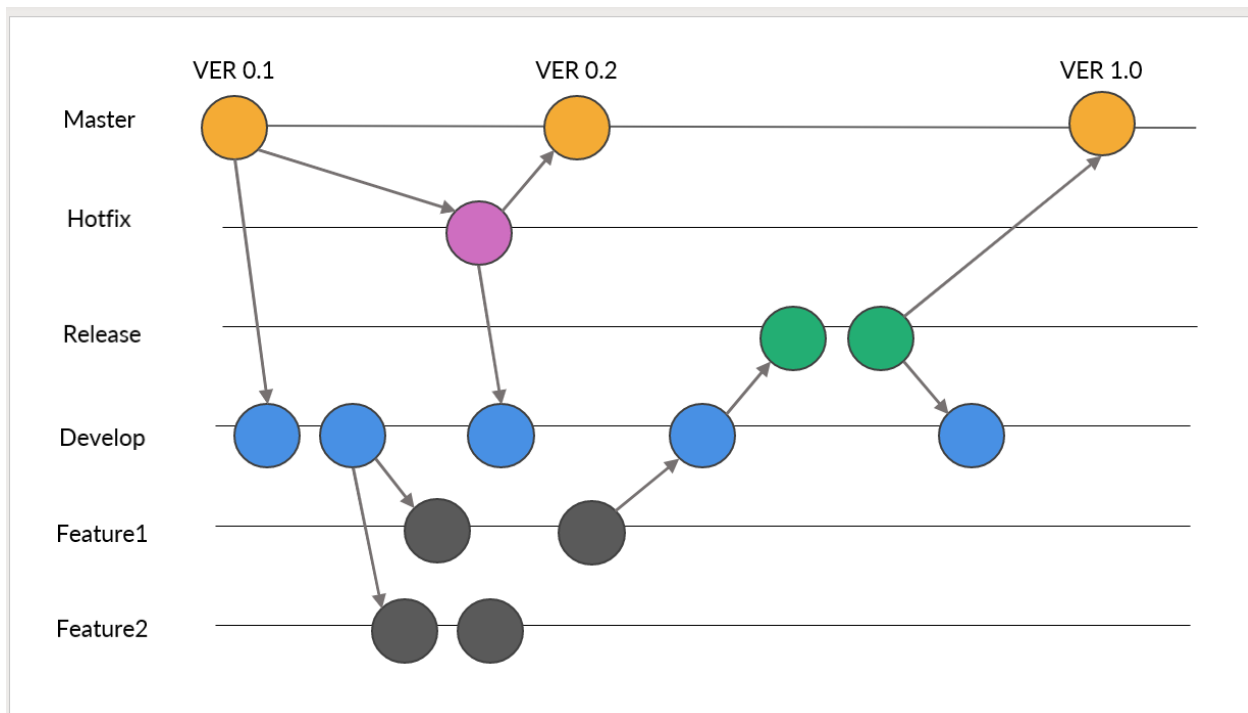 VER 0.1
VER 0.2
VER 1.0
Master
Hotfix
Release
Develop
Feature1
Feature2